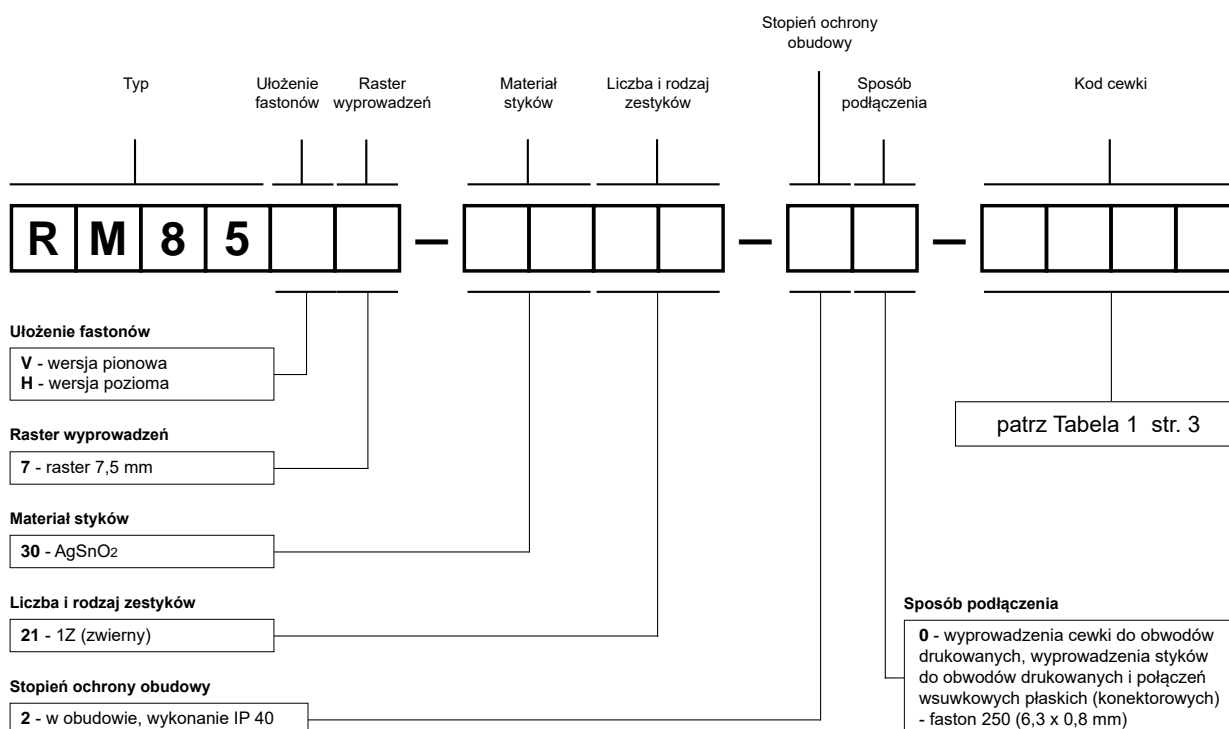 Stopień ochrony
obudowy
Typ
Ułożenie
fastonów
Raster
wyprowadzeń
Materiał
styków
Liczba i rodzaj
zestyków
Sposób
podłączenia
Kod cewki
R M 8 5 – – –
Ułożenie fastonów
V - wersja pionowa
H - wersja pozioma
Raster wyprowadzeń
7 - raster 7,5 mm
patrz Tabela 1 str. 3
Materiał styków
30 - AgSnO2
Liczba i rodzaj zestyków
21 - 1Z (zwierny)
Stopień ochrony obudowy
2 - w obudowie, wykonanie IP 40
Sposób podłączenia
0 - wyprowadzenia cewki do obwodów
drukowanych, wyprowadzenia styków
do obwodów drukowanych i połączeń
wsuwkowych płaskich (konektorowych)
- faston 250 (6,3 x 0,8 mm)